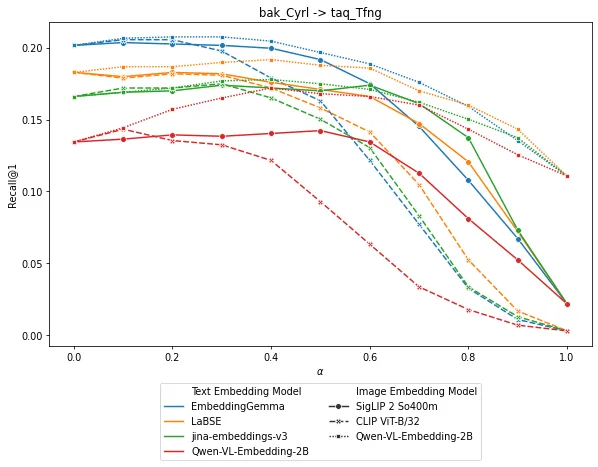 bak_Cyrl -> taq_Tfng
Recall@1
0.20
0.15
0.10
0.05
0.00
0.0 0.2 0.4 0.6 0.8 1.0
α
Text Embedding Model Image Embedding Model
EmbeddingGemma SigLIP 2 So400m
LaBSE CLIP ViT-B/32
jina-embeddings-v3 Qwen-VL-Embedding-2B
Qwen-VL-Embedding-2B